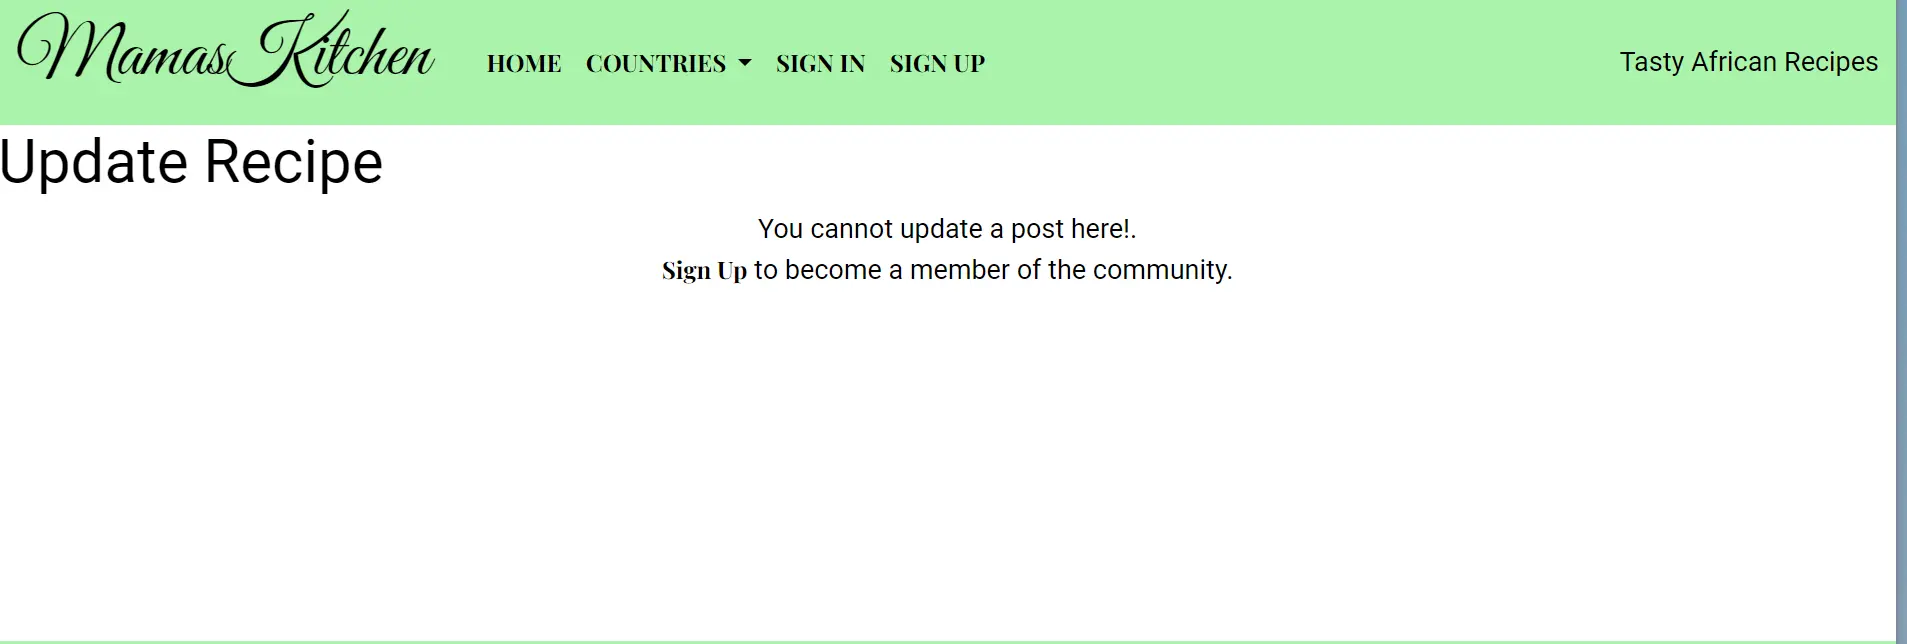 Mamas Kitchen HOME COUNTRIES SIGN IN SIGN UP Tasty African Recipes
Update Recipe
You cannot update a post here!.
Sign Up to become a member of the community.